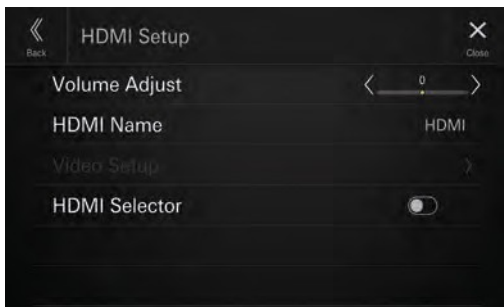 Back
HDMI Setup
Close
Volume Adjust
0
HDMI Name
HDMI
Video Setup
HDMI Selector